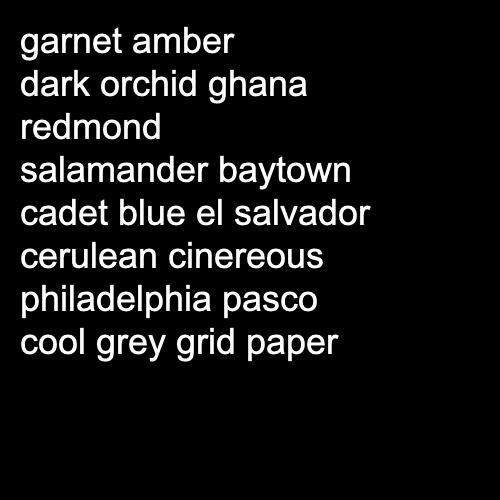 garnet amber
dark orchid ghana
redmond
salamander baytown
cadet blue el salvador
cerulean cinereous
philadelphia pasco
cool grey grid paper